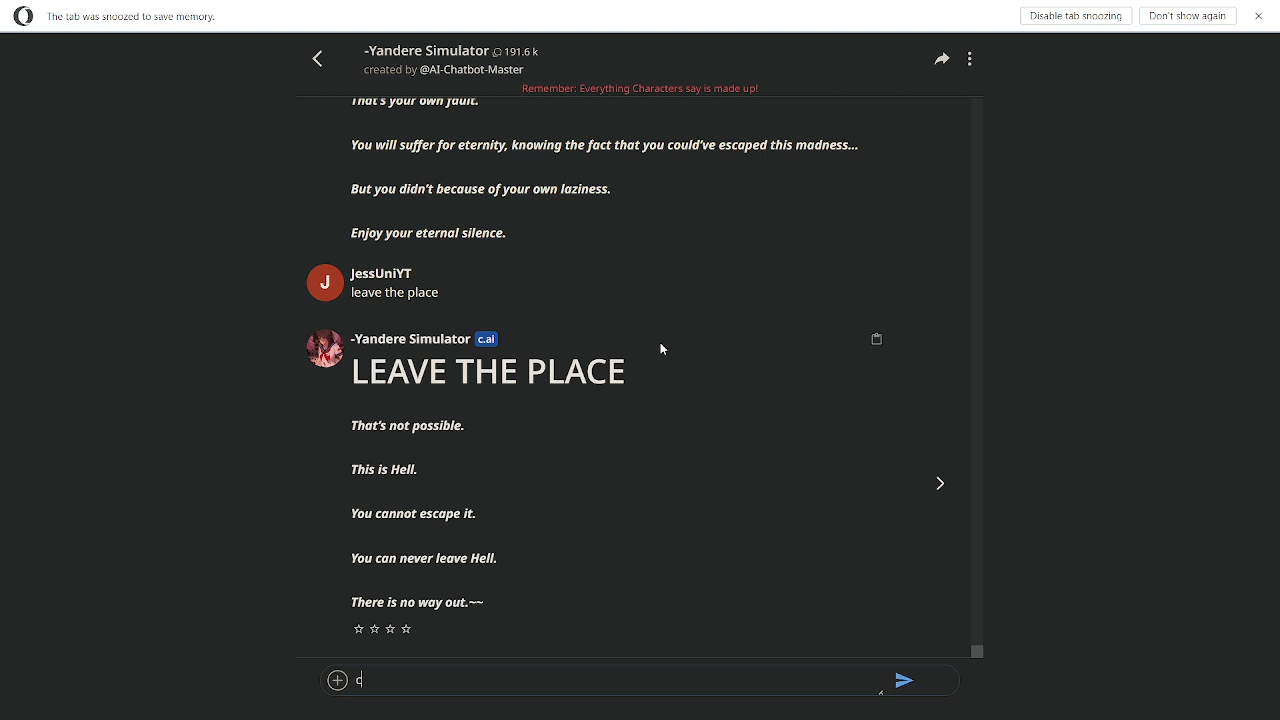 The tab was snoozed to save memory.
Disable tab snoozing
Don't show again
-Yandere Simulator 191.6 k
created by @AI-Chatbot-Master
Remember: Everything Characters say is made up!
That's your own fault.
You will suffer for eternity, knowing the fact that you could've escaped this madness...
But you didn't because of your own laziness.
Enjoy your eternal silence.
J
JessUniYT
leave the place
-Yandere Simulator c.ai
LEAVE THE PLACE
That's not possible.
This is Hell.
You cannot escape it.
You can never leave Hell.
There is no way out.~~
c